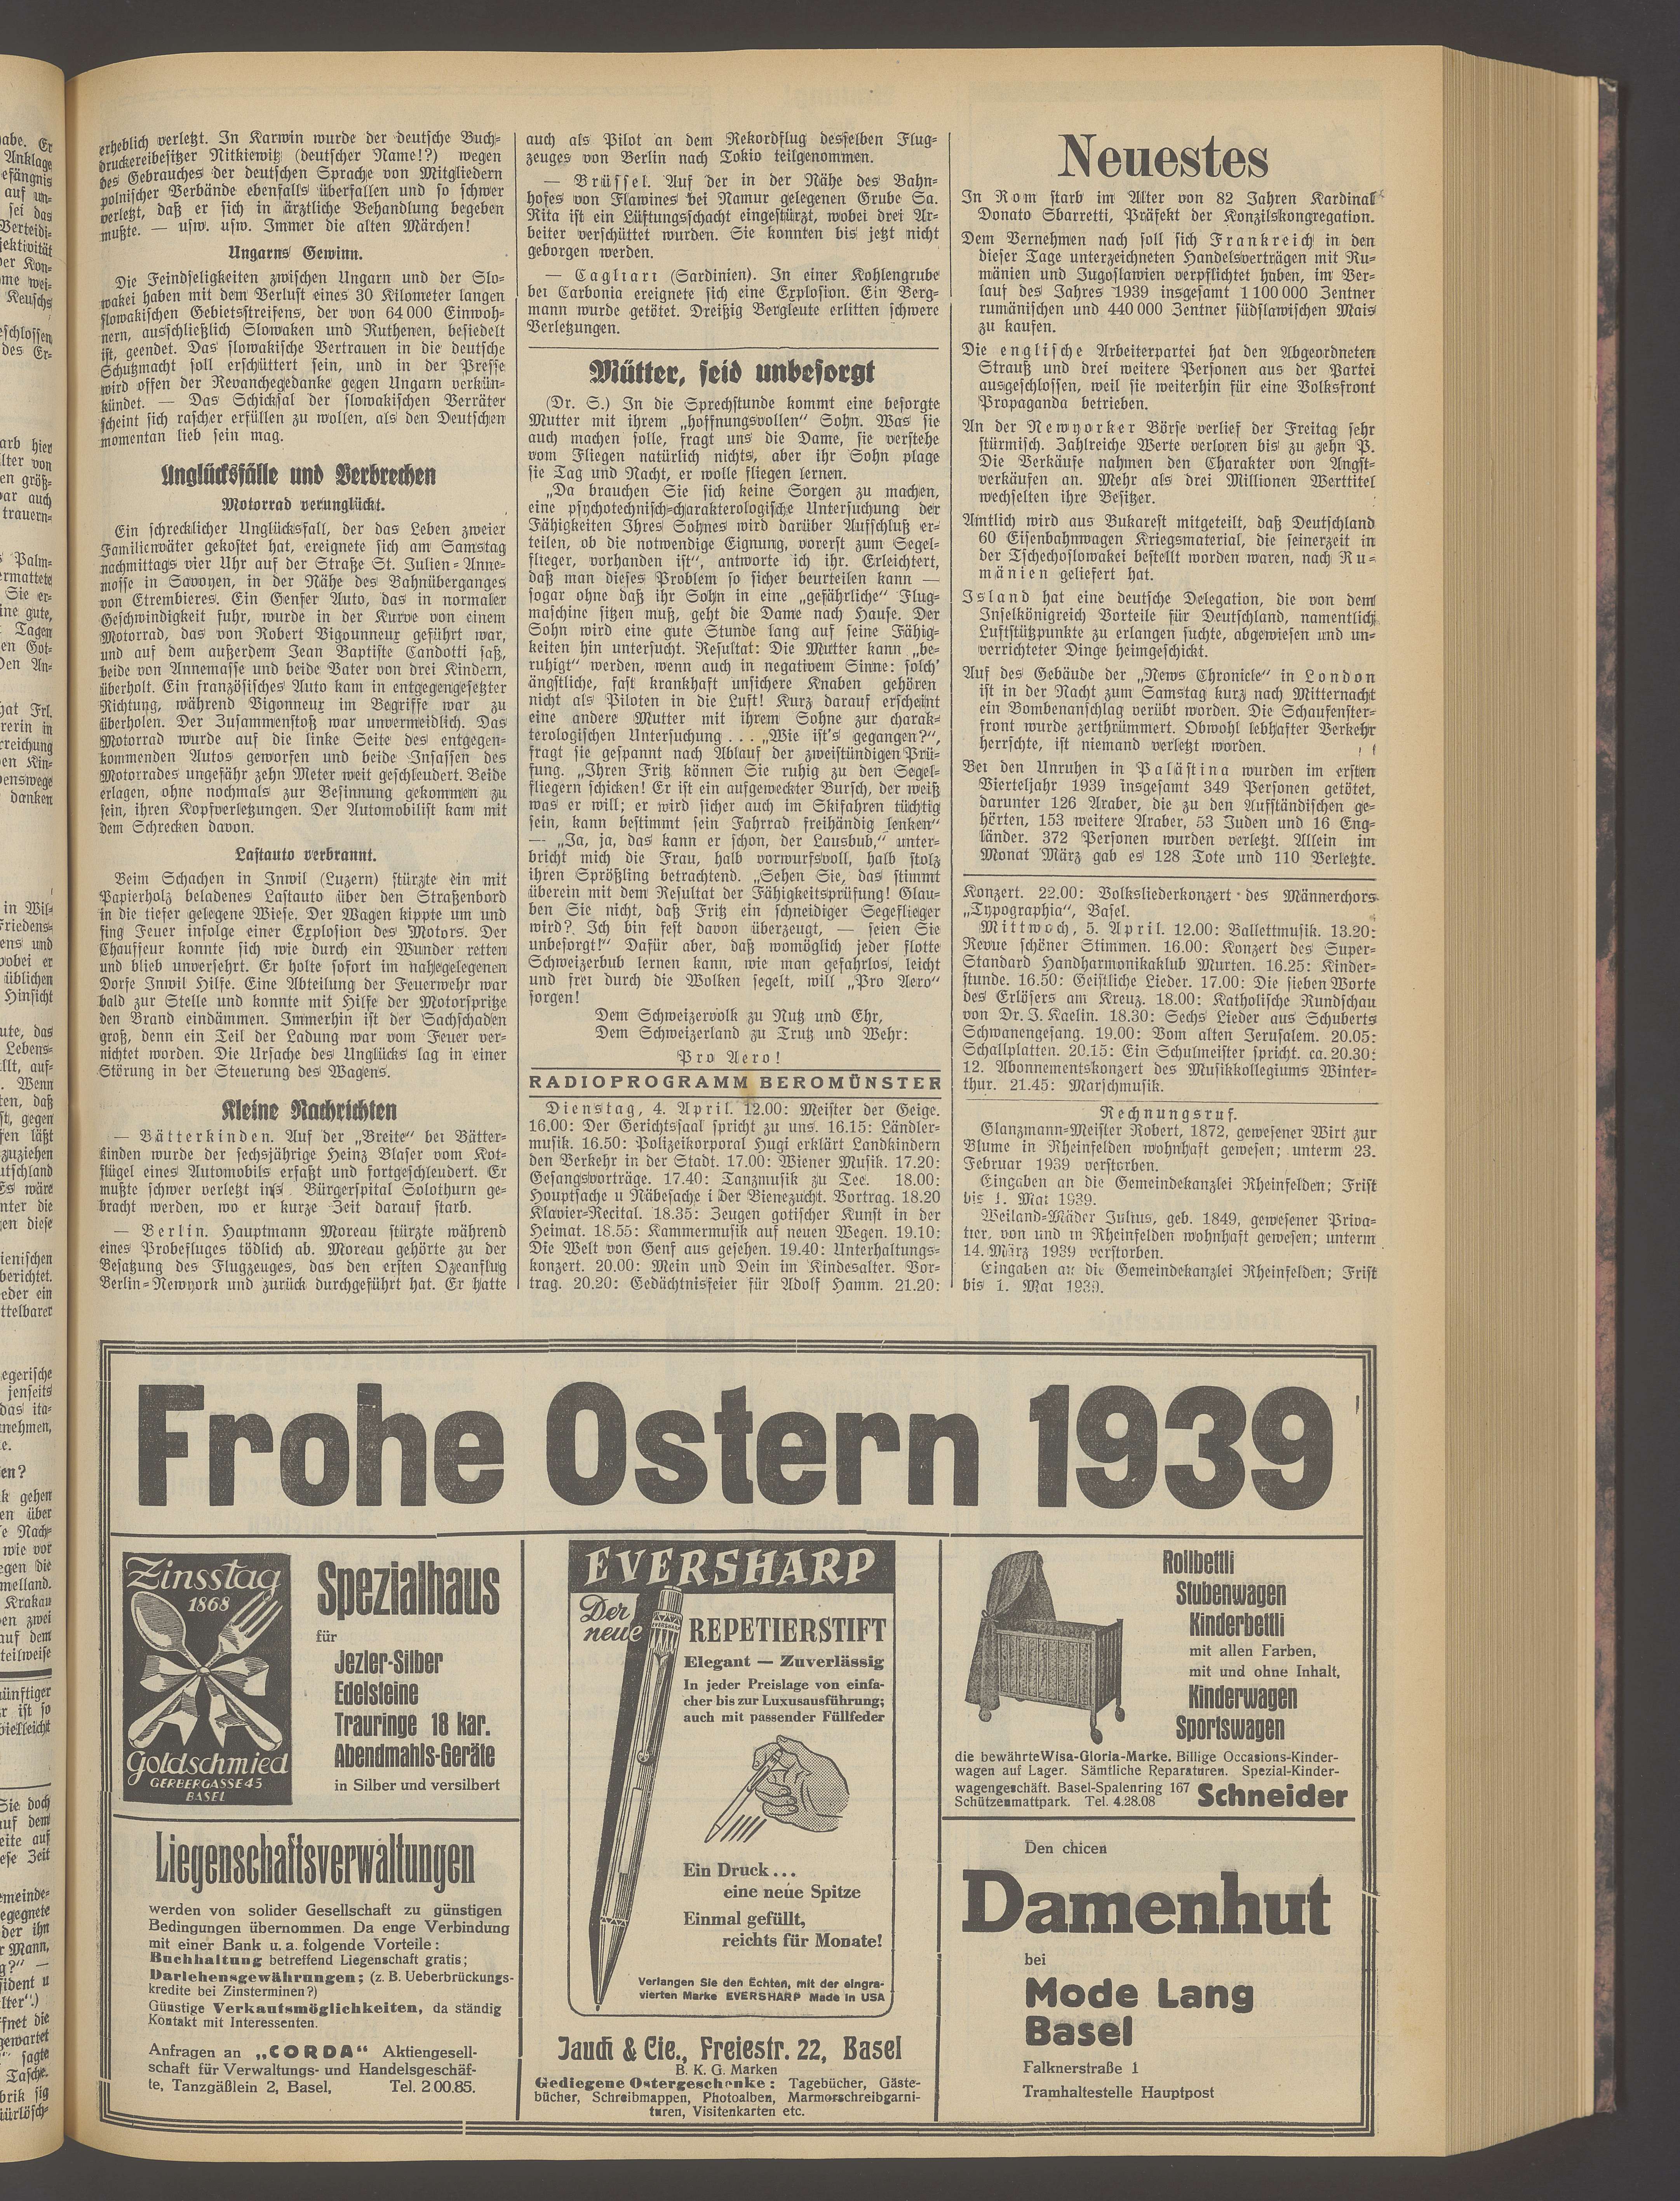 erheblich verletzt. In Karwin wurde der deutsche Buch-
druckereibesitzer Nitkiewitz (deutscher Name!?) wegen
des Gebrauches der deutschen Sprache von Mitgliedern
polnischer Verbände ebenfalls überfallen und so schwer
verletzt, daß er sich in ärztliche Behandlung begeben
mußte. — usw. usw. Immer die alten Märchen!
Ungarns Gewinn.
Die Feindseligkeiten zwischen Ungarn und der Slo-
wakei haben mit dem Verlust eines 30 Kilometer langen
slowakischen Gebietsstreifens, der von 64 000 Einwoh-
nern, ausschließlich Slowaken und Ruthenen, besiedelt
ist, geendet. Das slowakische Vertrauen in die deutsche
Schutzmacht soll erschüttert sein, und in der Presse
wird offen der Revanchegedanke gegen Ungarn verkün-
kündet. — Das Schicksal der slowakischen Verräter
scheint sich rascher erfüllen zu wollen, als den Deutschen
momentan lieb sein mag.
Unglücksfälle und Verbrechen
Motorrad verunglückt.
Ein schrecklicher Unglücksfall, der das Leben zweier
Familienväter gekostet hat, ereignete sich am Samstag
nachmittags vier Uhr auf der Straße St. Julien-Anne-
mosse in Savoyen, in der Nähe des Bahnüberganges
von Etrembieres. Ein Genfer Auto, das in normaler
Geschwindigkeit fuhr, wurde in der Kurve von einem
Motorrad, das von Robert Vigounneux geführt war,
und auf dem außerdem Jean Baptiste Candotti saß,
beide von Annemasse und beide Vater von drei Kindern,
überholt. Ein französisches Auto kam in entgegengesetzter
Richtung, während Vigonneux im Begriffe war zu
überholen. Der Zusammenstoß war unvermeidlich. Das
Motorrad wurde auf die linke Seite des entgegen-
kommenden Autos geworfen und beide Insassen des
Motorrades ungefähr zehn Meter weit geschleudert. Beide
erlagen, ohne nochmals zur Besinnung gekommen zu
sein, ihren Kopfverletzungen. Der Automobilist kam mit
dem Schrecken davon.
Lastauto verbrannt.
Beim Schachen in Inwil (Luzern) stürzte ein mit
Papierholz beladenes Lastauto über den Straßenbord
in die tiefer gelegene Wiese. Der Wagen kippte um und
fing Feuer infolge einer Explosion des Motors. Der
Chauffeur konnte sich wie durch ein Wunder retten
und blieb unversehrt. Er holte sofort im nahegelegenen
Dorfe Inwil Hilfe. Eine Abteilung der Feuerwehr war
bald zur Stelle und konnte mit Hilfe der Motorspritze
den Brand eindämmen. Immerhin ist der Sachschaden
groß, denn ein Teil der Ladung war vom Feuer ver-
nichtet worden. Die Ursache des Unglücks lag in einer
Störung in der Steuerung des Wagens.
Kleine Nachrichten
— Bätterkinden. Auf der „Breite“ bei Bätter-
kinden wurde der sechsjährige Heinz Blaser vom Kot-
flügel eines Automobils erfaßt und fortgeschleudert. Er
mußte schwer verletzt ins Bürgerspital Solothurn ge-
bracht werden, wo er kurze Zeit darauf starb.
— Berlin. Hauptmann Moreau stürzte während
eines Probefluges tödlich ab. Moreau gehörte zu der
Besatzung des Flugzeuges, das den ersten Ozeanflug
Berlin-Newyork und zurück durchgeführt hat. Er hatte
auch als Pilot an dem Rekordflug desselben Flug-
zeuges von Berlin nach Tokio teilgenommen.
— Brüssel. Auf der in der Nähe des Bahn-
hofes von Flawines bei Namur gelegenen Grube Sa.
Rita ist ein Lüftungsschacht eingestürzt, wobei drei Ar-
beiter verschüttet wurden. Sie konnten bis jetzt nicht
geborgen werden.
— Cagliari (Sardinien). In einer Kohlengrube
bei Carbonia ereignete sich eine Explosion. Ein Berg-
mann wurde getötet. Dreißig Bergleute erlitten schwere
Verletzungen.
Mütter, seid unbesorgt
(Dr. S.) In die Sprechstunde kommt eine besorgte
Mutter mit ihrem „hoffnungsvollen“ Sohn. Was sie
auch machen solle, fragt uns die Dame, sie verstehe
vom Fliegen natürlich nichts, aber ihr Sohn plage
sie Tag und Nacht, er wolle fliegen lernen.
„Da brauchen Sie sich keine Sorgen zu machen,
eine psychotechnisch-charakterologische Untersuchung der
Fähigkeiten Ihres Sohnes wird darüber Aufschluß er-
teilen, ob die notwendige Eignung, vorerst zum Segel-
flieger, vorhanden ist“, antworte ich ihr. Erleichtert,
daß man dieses Problem so sicher beurteilen kann —
sogar ohne daß ihr Sohn in eine „gefährliche“ Flug-
maschine sitzen muß, geht die Dame nach Hause. Der
Sohn wird eine gute Stunde lang auf seine Fähig-
keiten hin untersucht. Resultat: Die Mutter kann „be-
ruhigt“ werden, wenn auch in negativem Sinne: solch'
ängstliche, fast krankhaft unsichere Knaben gehören
nicht als Piloten in die Luft! Kurz darauf erscheint
eine andere Mutter mit ihrem Sohne zur charak-
terologischen Untersuchung . . . „Wie ist's gegangen?“,
fragt sie gespannt nach Ablauf der zweistündigen Prü-
fung. „Ihren Fritz können Sie ruhig zu den Segel-
fliegern schicken! Er ist ein aufgeweckter Bursch, der weiß
was er will; er wird sicher auch im Skifahren tüchtig
sein, kann bestimmt sein Fahrrad freihändig lenken“
— „Ja, ja, das kann er schon, der Lausbub,“ unter-
bricht mich die Frau, halb vorwurfsvoll, halb stolz
ihren Sprößling betrachtend. „Sehen Sie, das stimmt
überein mit dem Resultat der Fähigkeitsprüfung! Glau-
ben Sie nicht, daß Fritz ein schneidiger Segeflieger
wird? Ich bin fest davon überzeugt, — seien Sie
unbesorgt!“ Dafür aber, daß womöglich jeder flotte
Schweizerbub lernen kann, wie man gefahrlos, leicht
und frei durch die Wolken segelt, will „Pro Aero“
sorgen!
Dem Schweizervolk zu Nutz und Ehr,
Dem Schweizerland zu Trutz und Wehr:
Pro Aero!
RADIOPROGRAMM BEROMÜNSTER
Dienstag, 4. April. 12.00: Meister der Geige.
16.00: Der Gerichtssaal spricht zu uns. 16.15: Ländler-
musik. 16.50: Polizeikorporal Hugi erklärt Landkindern
den Verkehr in der Stadt. 17.00: Wiener Musik. 17.20:
Gesangsvorträge. 17.40: Tanzmusik zu Tee. 18.00:
Hauptsache u Näbesache i der Bienezucht. Vortrag. 18.20
Klavier-Recital. 18.35: Zeugen gotischer Kunst in der
Heimat. 18.55: Kammermusik auf neuen Wegen. 19.10:
Die Welt von Genf aus gesehen. 19.40: Unterhaltungs-
konzert. 20.00: Mein und Dein im Kindesalter. Vor-
trag. 20.20: Gedächtnisfeier für Adolf Hamm. 21.20:
Neuestes
In Rom starb im Alter von 82 Jahren Kardinal
Donato Sbarretti, Präfekt der Konzilskongregation.
Dem Vernehmen nach soll sich Frankreich in den
dieser Tage unterzeichneten Handelsverträgen mit Ru-
mänien und Jugoslawien verpflichtet haben, im Ver-
lauf des Jahres 1939 insgesamt 1 100 000 Zentner
rumänischen und 440 000 Zentner südslawischen Mais
zu kaufen.
Die englische Arbeiterpartei hat den Abgeordneten
Strauß und drei weitere Personen aus der Partei
ausgeschlossen, weil sie weiterhin für eine Volksfront
Propaganda betrieben.
An der Newyorker Börse verlief der Freitag sehr
stürmisch. Zahlreiche Werte verloren bis zu zehn P.
Die Verkäufe nahmen den Charakter von Angst-
verkäufen an. Mehr als drei Millionen Werttitel
wechselten ihre Besitzer.
Amtlich wird aus Bukarest mitgeteilt, daß Deutschland
60 Eisenbahnwagen Kriegsmaterial, die seinerzeit in
der Tschechoslowakei bestellt worden waren, nach Ru-
mänien geliefert hat.
Island hat eine deutsche Delegation, die von dem
Inselkönigreich Vorteile für Deutschland, namentlich
Luftstützpunkte zu erlangen suchte, abgewiesen und un-
verrichteter Dinge heimgeschickt.
Auf des Gebäude der „News Chronicle“ in London
ist in der Nacht zum Samstag kurz nach Mitternacht
ein Bombenanschlag verübt worden. Die Schaufenster-
front wurde zerthrümmert. Obwohl lebhafter Verkehr
herrschte, ist niemand verletzt worden.
Bei den Unruhen in Palästina wurden im ersten
Vierteljahr 1939 insgesamt 349 Personen getötet,
darunter 126 Araber, die zu den Aufständischen ge-
hörten, 153 weitere Araber, 53 Juden und 16 Eng-
länder. 372 Personen wurden verletzt. Allein im
Monat März gab es 128 Tote und 110 Verletzte.
Konzert. 22.00: Volksliederkonzert des Männerchors
„Typographia“, Basel.
Mittwoch, 5. April. 12.00: Ballettmusik. 13.20:
Revue schöner Stimmen. 16.00: Konzert des Super-
Standard Handharmonikaklub Murten. 16.25: Kinder-
stunde. 16.50: Geistliche Lieder. 17.00: Die sieben Worte
des Erlösers am Kreuz. 18.00: Katholische Rundschau
von Dr. J. Kaelin. 18.30: Sechs Lieder aus Schuberts
Schwanengesang. 19.00: Vom alten Jerusalem. 20.05:
Schallplatten. 20.15: Ein Schulmeister spricht. ca. 20.30:
12. Abonnementskonzert des Musikkollegiums Winter-
thur. 21.45: Marschmusik.
Rechnungsruf.
Glanzmann-Meister Robert, 1872, gewesener Wirt zur
Blume in Rheinfelden wohnhaft gewesen; unterm 23.
Februar 1939 verstorben.
Eingaben an die Gemeindekanzlei Rheinfelden; Frist
bis 1. Mai 1939.
Weiland-Mäder Julius, geb. 1849, gewesener Priva-
tier, von und in Rheinfelden wohnhaft gewesen; unterm
14. März 1939 verstorben.
Eingaben an die Gemeindekanzlei Rheinfelden; Frist
bis 1. Mai 1939.
Frohe Ostern 1939
Zinsstag
1868
Goldschmied
GERBERGASSE 45
BASEL
Spezialhaus
für
Jezler-Silber
Edelsteine
Trauringe 18 kar.
Abendmahls-Geräte
in Silber und versilbert
Liegenschaftsverwaltungen
werden von solider Gesellschaft zu günstigen
Bedingungen übernommen. Da enge Verbindung
mit einer Bank u. a. folgende Vorteile:
Buchhaltung betreffend Liegenschaft gratis;
Darlehensgewährungen; (z. B. Ueberbrückungs-
kredite bei Zinsterminen?)
Günstige Verkaufsmöglichkeiten, da ständig
Kontakt mit Interessenten.
Anfragen an „CORDA“ Aktiengesell-
schaft für Verwaltungs- und Handelsgeschäf-
te, Tanzgäßlein 2, Basel, Tel. 2 00.85.
EVERSHARP
Der
neue
EVERSHARP
REPETIERSTIFT
Elegant — Zuverlässig
In jeder Preislage von einfa-
cher bis zur Luxusausführung;
auch mit passender Füllfeder
Ein Druck . . .
eine neue Spitze
Einmal gefüllt,
reichts für Monate!
Verlangen Sie den Echten, mit der eingra-
vierten Marke EVERSHARP Made in USA
Jauch & Cie., Freiestr. 22, Basel
B. K. G. Marken
Gediegene Ostergeschenke: Tagebücher, Gäste-
bücher, Schreibmappen, Photoalben, Marmorschreibgarni-
turen, Visitenkarten etc.
Rollbettli
Stubenwagen
Kinderbettli
mit allen Farben,
mit und ohne Inhalt,
Kinderwagen
Sportswagen
die bewährte Wisa-Gloria-Marke. Billige Occasions-Kinder-
wagen auf Lager. Sämtliche Reparaturen. Spezial-Kinder-
wagengeschäft. Basel-Spalenring 167
Schützenmattpark. Tel. 4.28.08
Schneider
Den chicen
Damenhut
bei
Mode Lang
Basel
Falknerstraße 1
Tramhaltestelle Hauptpost